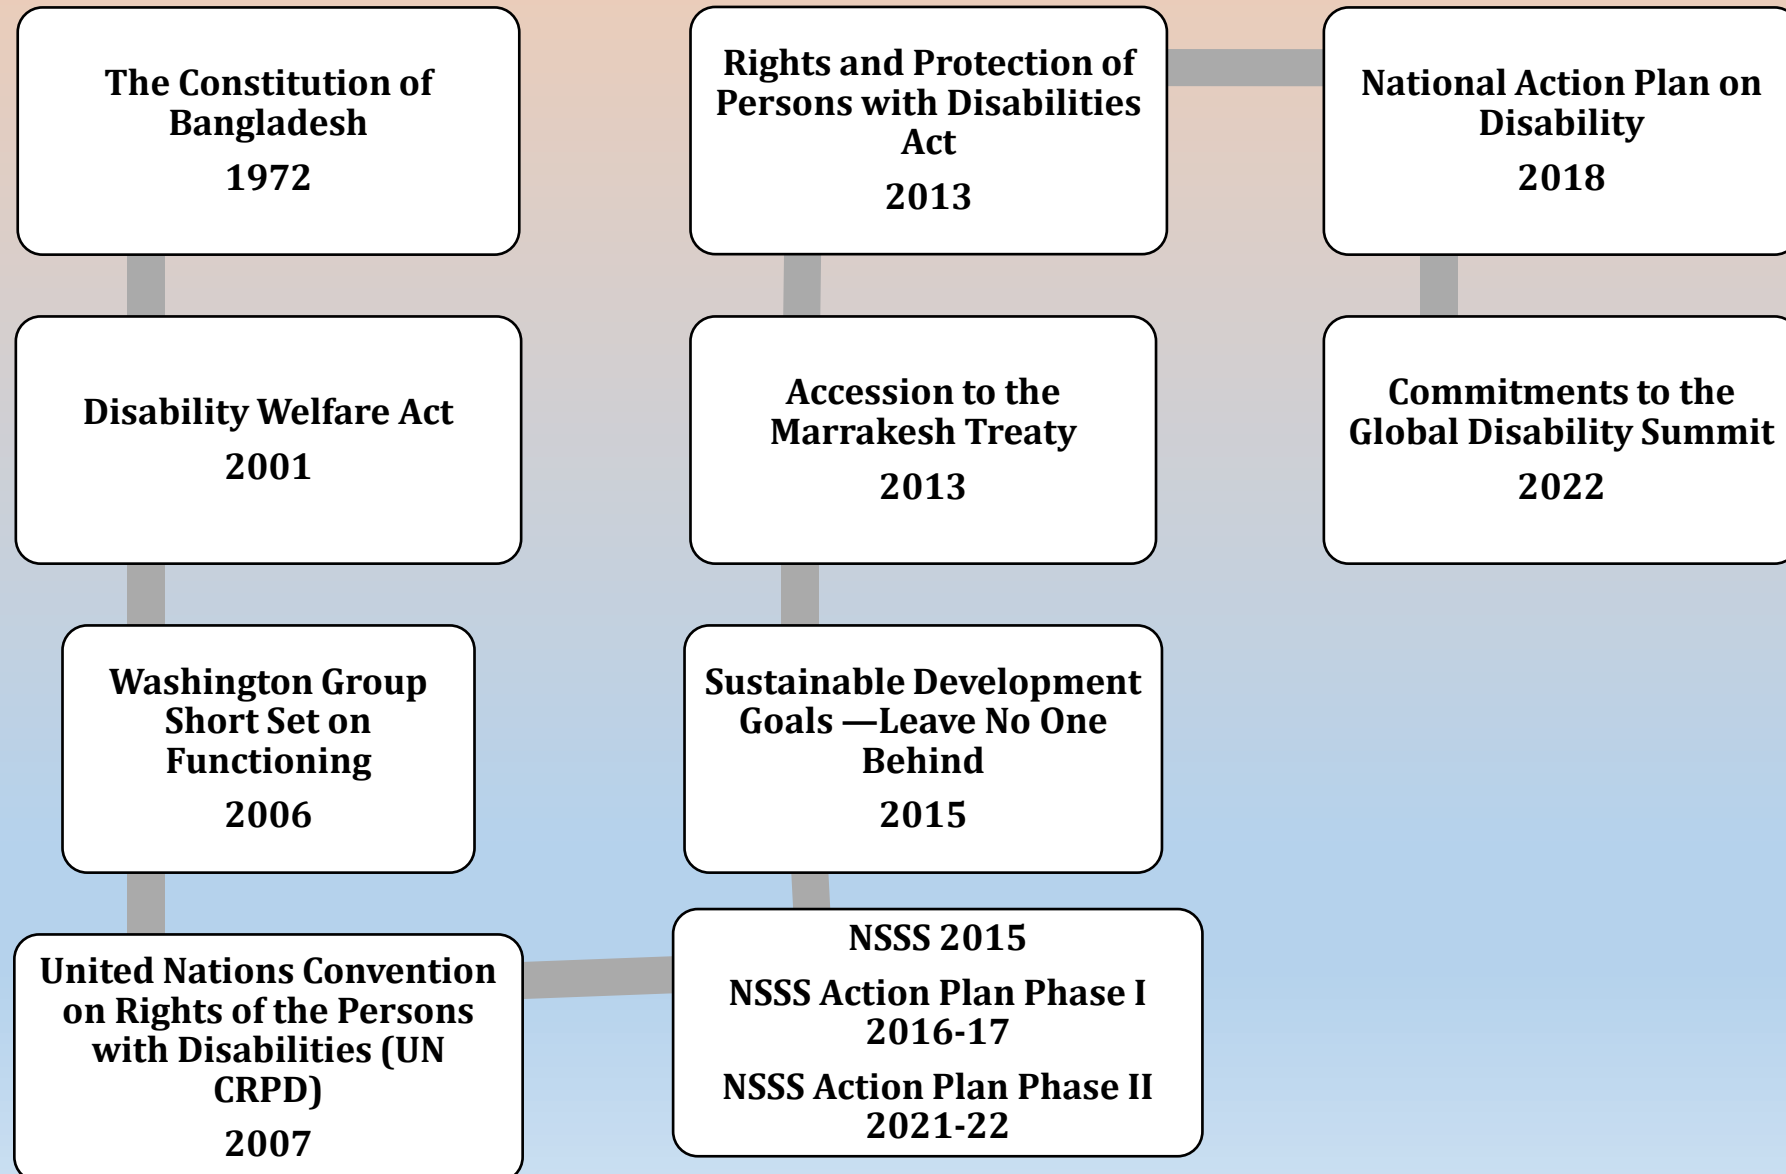 The Constitution of
Bangladesh
1972
Disability Welfare Act
2001
Washington Group
Short Set on
Functioning
2006
United Nations Convention
on Rights of the Persons
with Disabilities (UN
CRPD)
2007
NSSS 2015
NSSS Action Plan Phase I
2016-17
NSSS Action Plan Phase II
2021-22
Sustainable Development
Goals —Leave No One
Behind
2015
Accession to the
Marrakesh Treaty
2013
Rights and Protection of
Persons with Disabilities
Act
2013
National Action Plan on
Disability
2018
Commitments to the
Global Disability Summit
2022